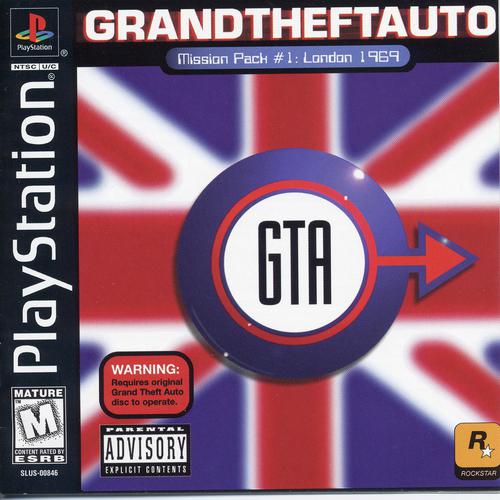 PlayStation
NTSC U/C
PlayStation
GRANDTHEFTAUTO
Mission Pack #1: London 1969
GTA
WARNING:
Requires original
Grand Theft Auto
disc to operate.
PARENTAL
ADVISORY
EXPLICIT CONTENTS
MATURE
M
CONTENT RATED BY
ESRB
SLUS-00846
R
ROCKSTAR